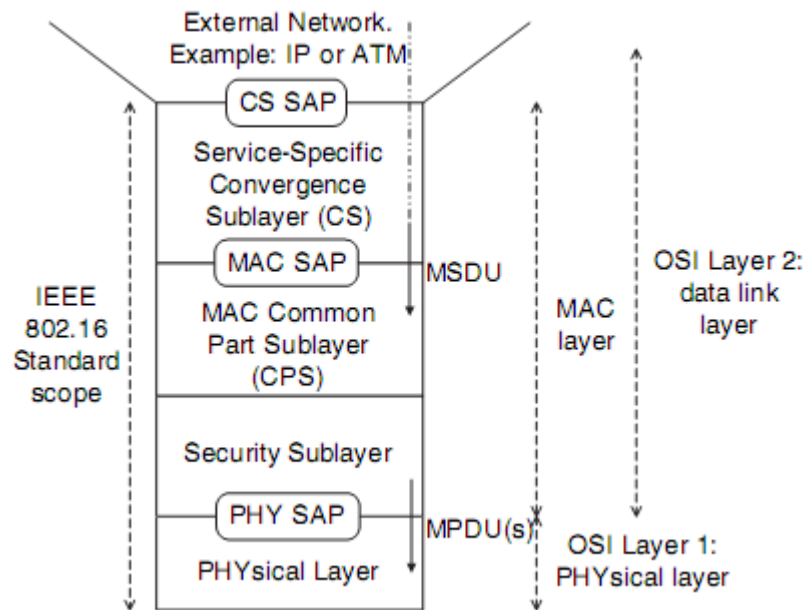 External Network.
Example: IP or ATM
CS SAP
Service-Specific
Convergence
Sublayer (CS)
MAC SAP
MSDU
MAC Common
Part Sublayer
(CPS)
Security Sublayer
PHY SAP
MPDU(s)
PHYsical Layer
IEEE
802.16
Standard
scope
MAC
layer
OSI Layer 2:
data link
layer
OSI Layer 1:
PHYsical layer